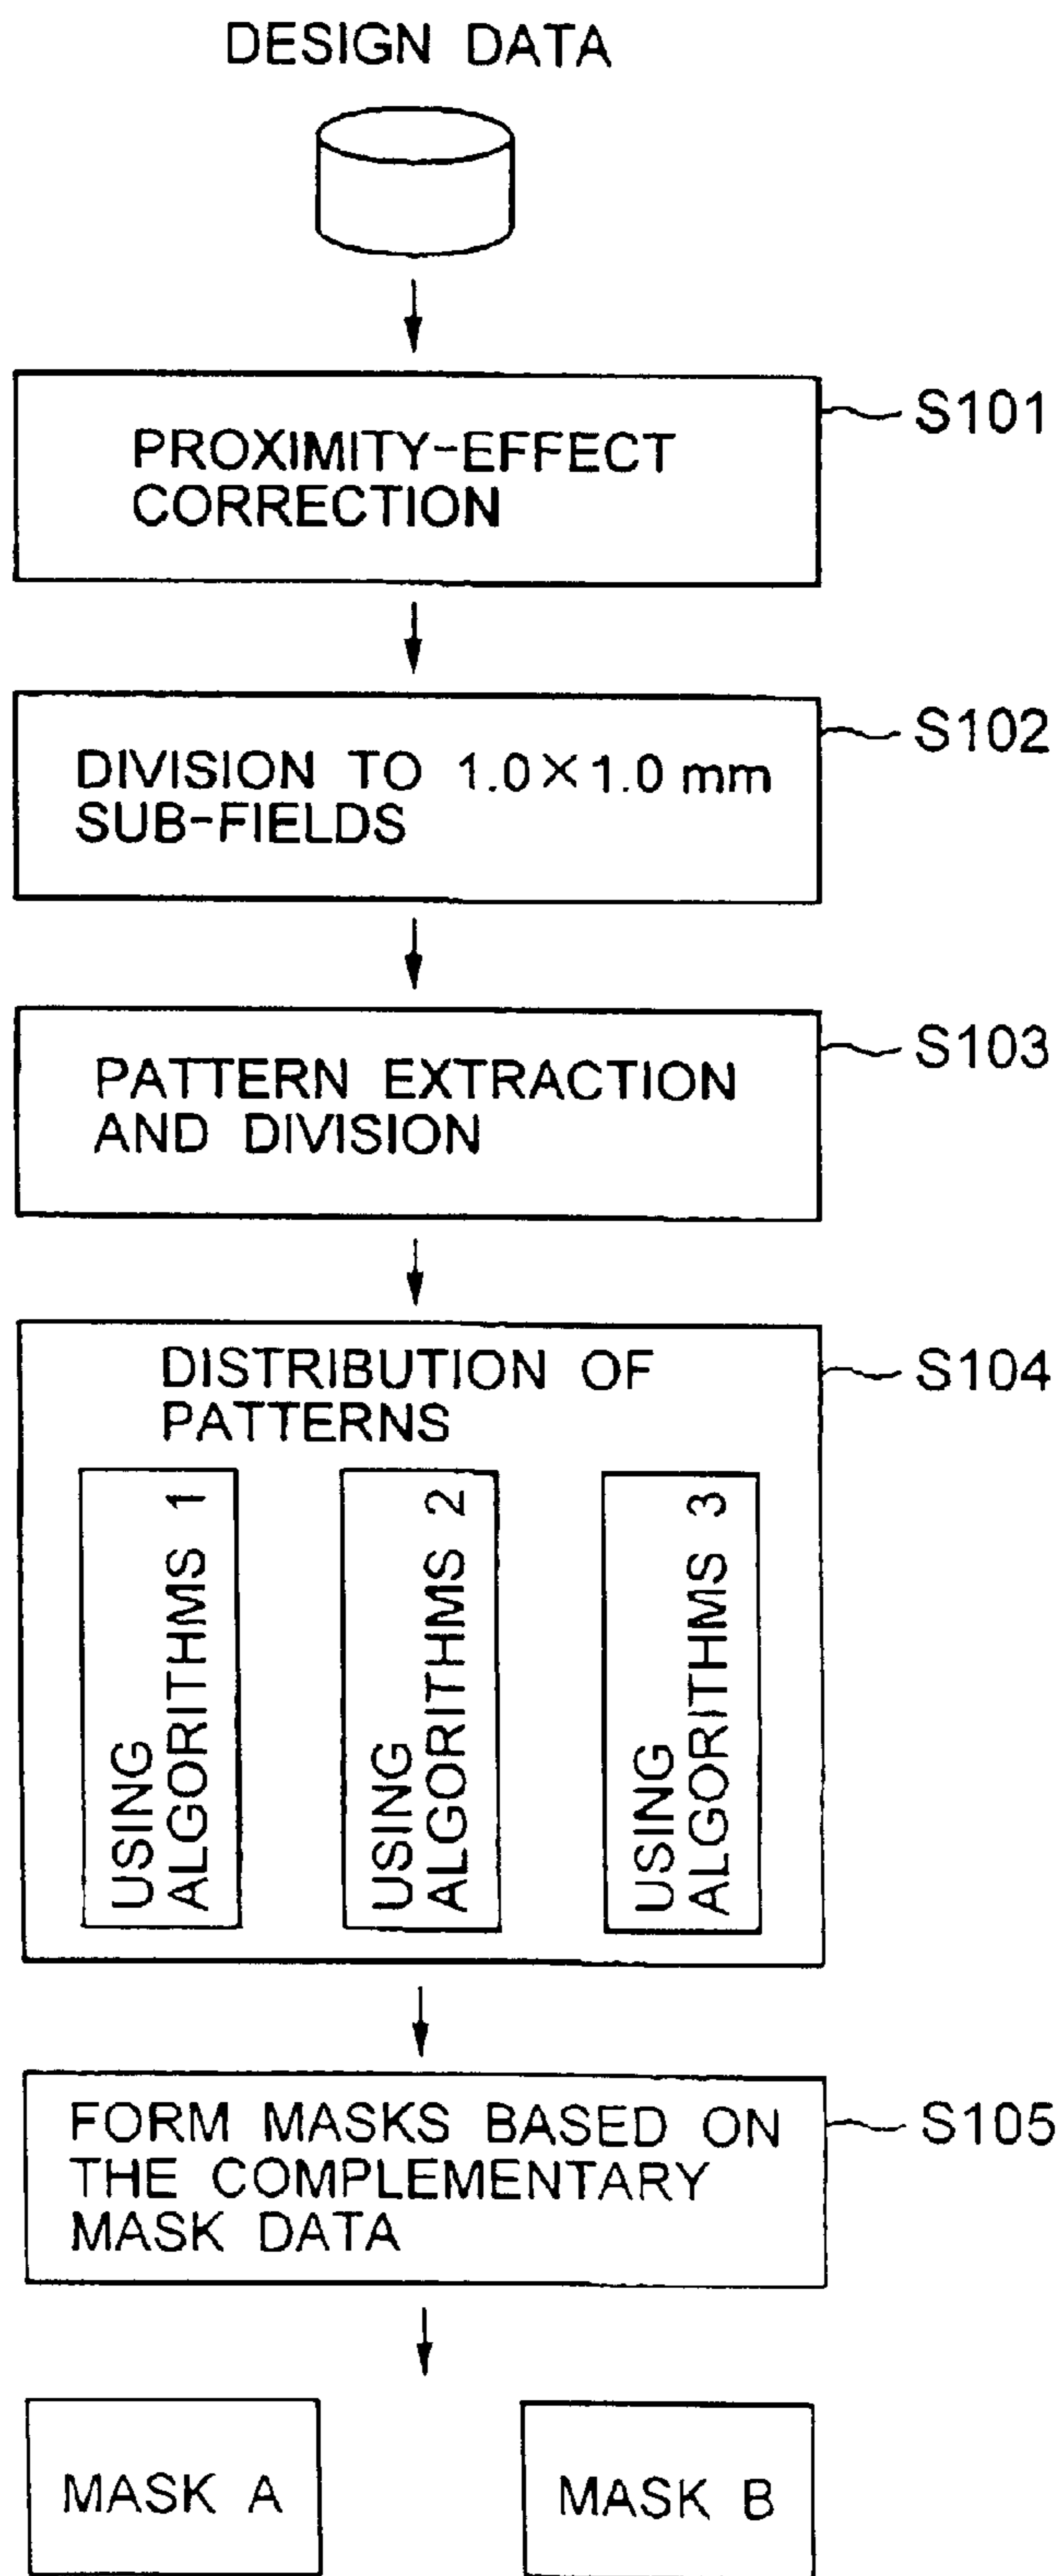 DESIGN DATA
PROXIMITY-EFFECT
CORRECTION
S101
DIVISION TO 1.0×1.0 mm
SUB-FIELDS
S102
PATTERN EXTRACTION
AND DIVISION
S103
DISTRIBUTION OF
PATTERNS
S104
USING
ALGORITHMS 1
USING
ALGORITHMS 2
USING
ALGORITHMS 3
FORM MASKS BASED ON
THE COMPLEMENTARY
MASK DATA
S105
MASK A
MASK B